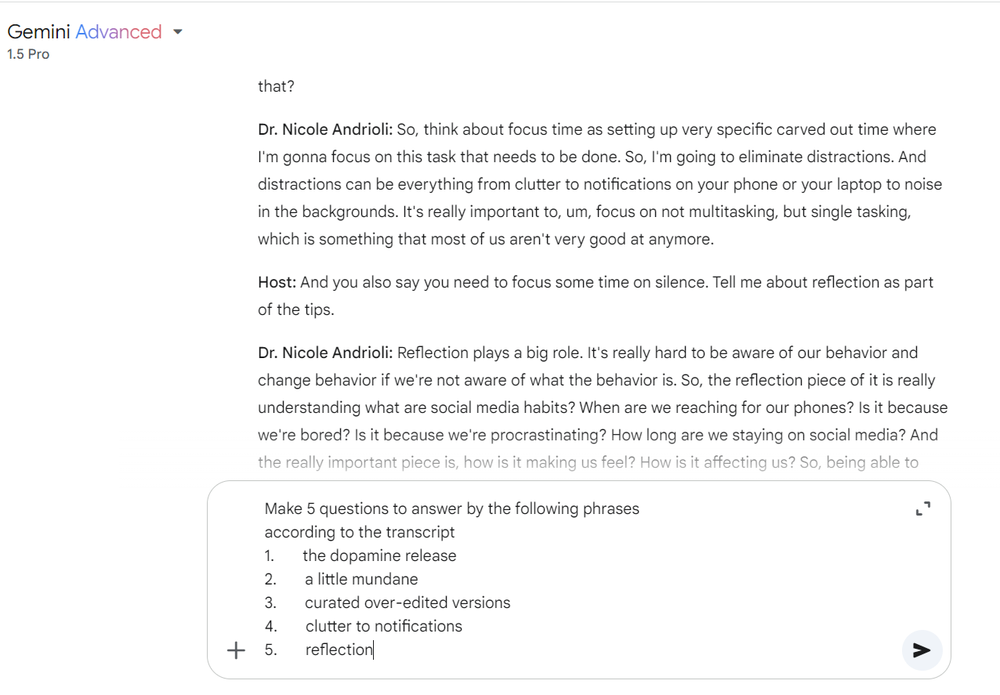 Gemini Advanced
1.5 Pro
that?
Dr. Nicole Andrioli: So, think about focus time as setting up very specific carved out time where
I'm gonna focus on this task that needs to be done. So, I'm going to eliminate distractions. And
distractions can be everything from clutter to notifications on your phone or your laptop to noise
in the backgrounds. It's really important to, um, focus on not multitasking, but single tasking,
which is something that most of us aren't very good at anymore.
Host: And you also say you need to focus some time on silence. Tell me about reflection as part
of the tips.
Dr. Nicole Andrioli: Reflection plays a big role. It's really hard to be aware of our behavior and
change behavior if we're not aware of what the behavior is. So, the reflection piece of it is really
understanding what are social media habits? When are we reaching for our phones? Is it because
we're bored? Is it because we're procrastinating? How long are we staying on social media? And
the really important piece is, how is it making us feel? How is it affecting us? So, being able to
Make 5 questions to answer by the following phrases
according to the transcript
1. the dopamine release
2. a little mundane
3. curated over-edited versions
4. clutter to notifications
5. reflection